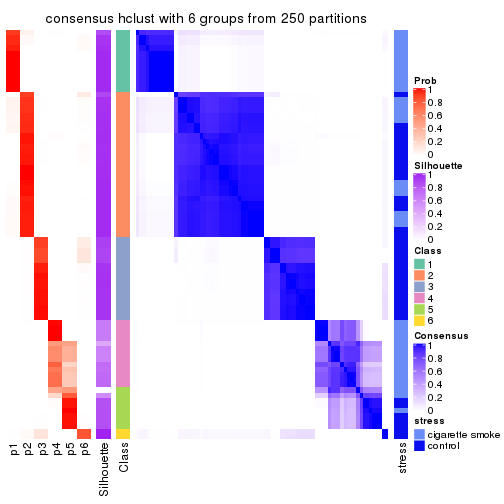 consensus hclust with 6 groups from 250 partitions
Prob
1
0.8
0.6
0.4
0.2
0
Silhouette
1
0.8
0.6
0.4
0.2
0
Class
1
2
3
4
5
6
Consensus
1
0.8
0.6
0.4
0.2
0
stress
cigarette smoke
control
p1
p2
p3
p4
p5
p6
Silhouette
Class
stress